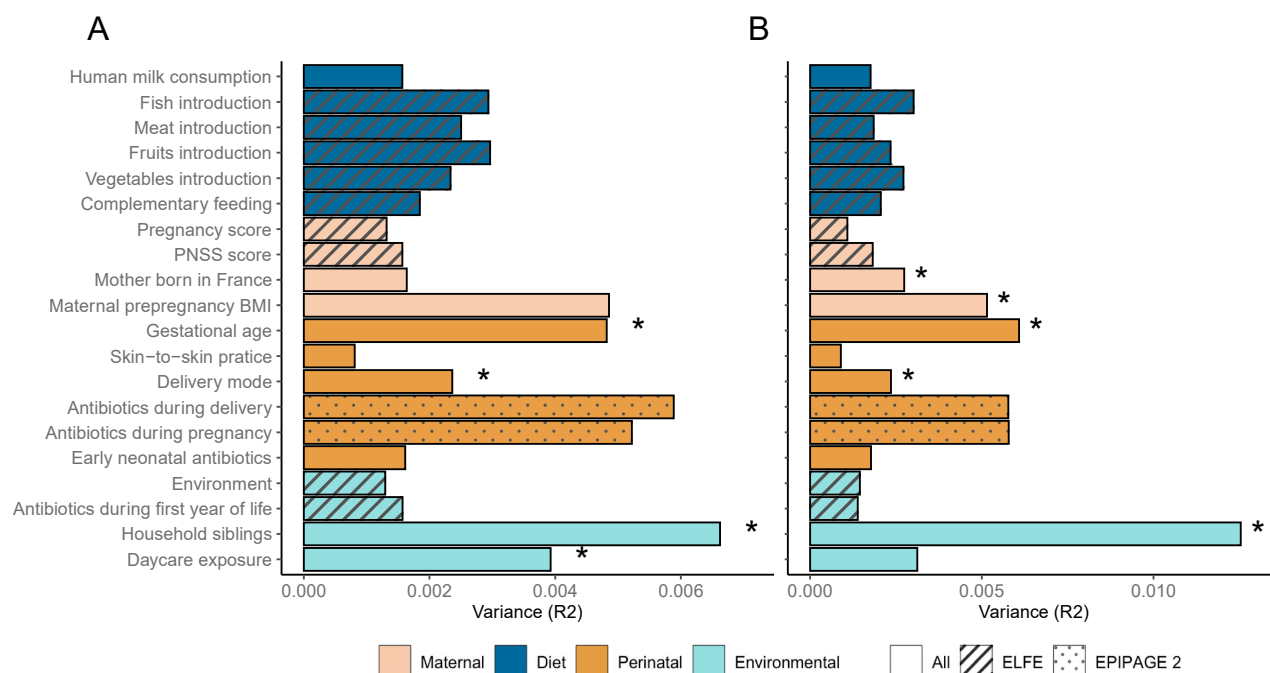 A
B
Human milk consumption
Fish introduction
Meat introduction
Fruits introduction
Vegetables introduction
Complementary feeding
Pregnancy score
PNSS score
Mother born in France
*
Maternal prepregnancy BMI
*
Gestational age
*
*
Skin−to−skin pratice
Delivery mode
*
*
Antibiotics during delivery
Antibiotics during pregnancy
Early neonatal antibiotics
Environment
Antibiotics during first year of life
Household siblings
*
*
Daycare exposure
*
0.000 0.002 0.004 0.006
0.000 0.005 0.010
Variance (R2)
Variance (R2)
Maternal Diet Perinatal Environmental All ELFE EPIPAGE 2